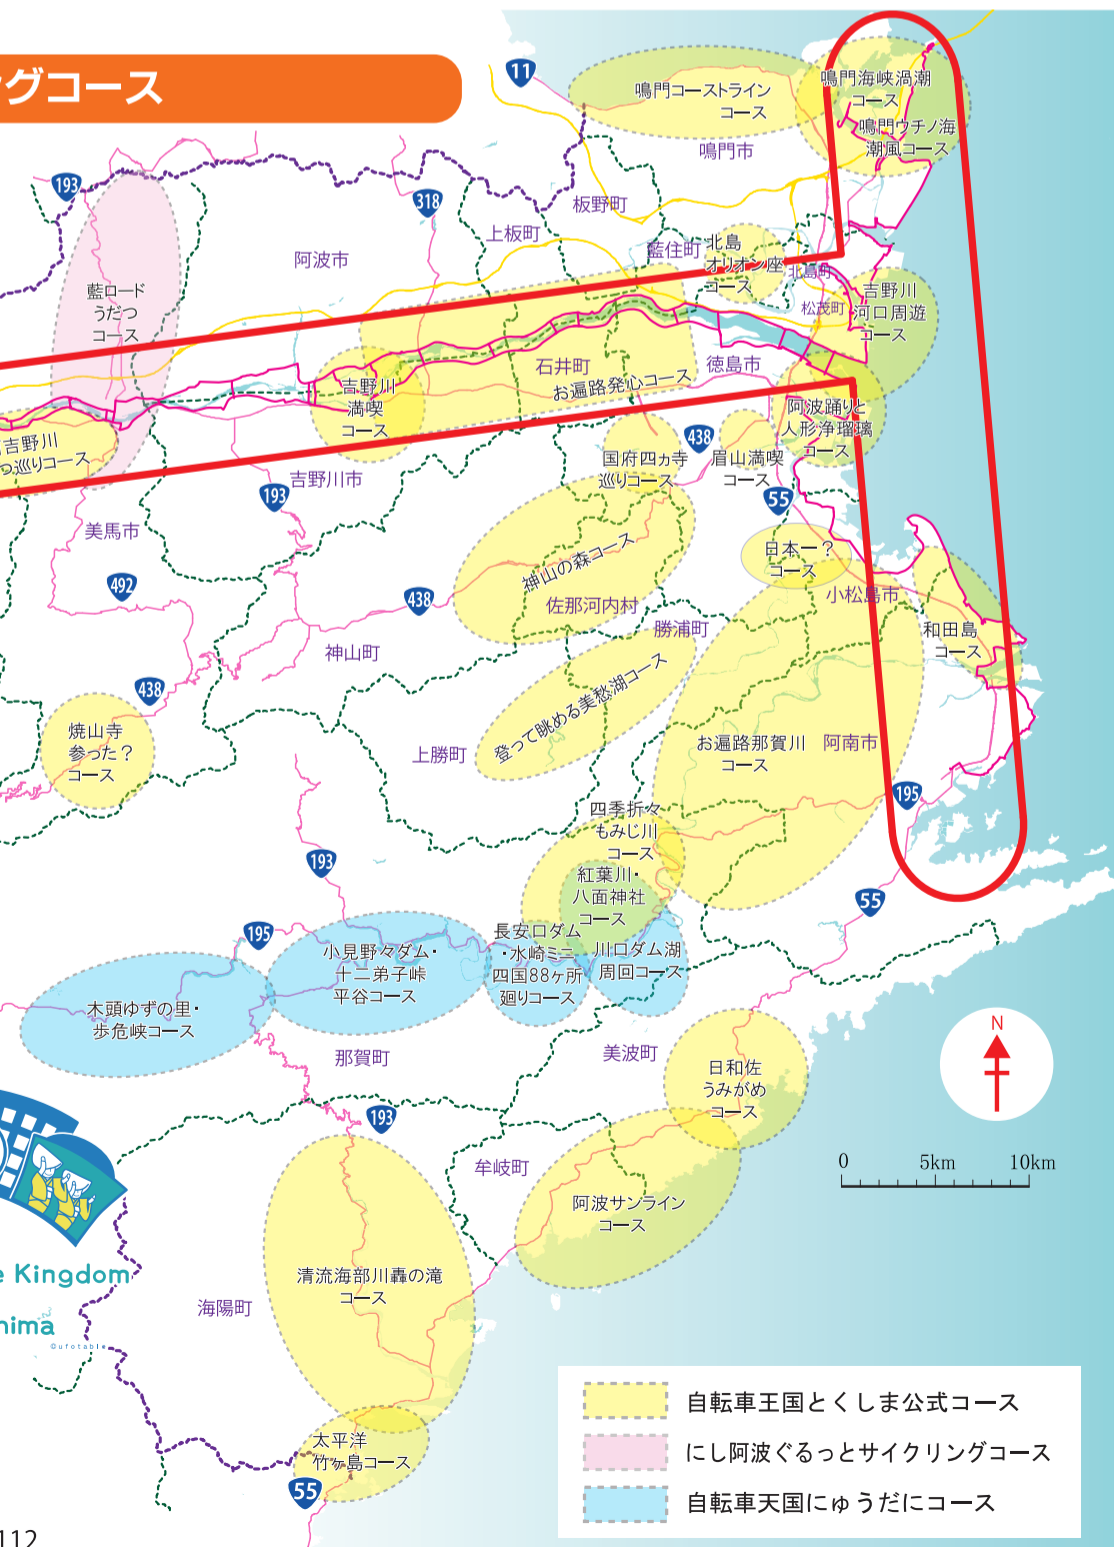 ングコース
11
鳴門コーストライン
コース
鳴門海峡渦潮
コース
鳴門ウチノ海
潮風コース
鳴門市
193
318
板野町
上板町
阿波市
藍住町
北島
オリオン座
コース
北島町
松茂町
藍ロード
うだつ
コース
吉野川
河口周遊
コース
石井町
徳島市
お遍路発心コース
吉野川
満喫
コース
阿波踊りと
人形浄瑠璃
コース
吉野川
つ巡りコース
438
国府四ヵ寺
巡りコース
眉山満喫
コース
吉野川市
193
55
美馬市
日本一?
コース
神山の森コース
492
438
佐那河内村
小松島市
勝浦町
和田島
コース
神山町
438
登って眺める美愁湖コース
焼山寺
参った?
コース
上勝町
お遍路那賀川
コース
阿南市
195
四季折々
もみじ川
コース
193
紅葉川・
八面神社
コース
55
195
長安口ダム
・水崎ミニ
四国88ヶ所
廻りコース
川口ダム湖
周回コース
小見野々ダム・
十二弟子峠
平谷コース
木頭ゆずの里・
歩危峡コース
那賀町
美波町
N
日和佐
うみがめ
コース
193
牟岐町
0 5km 10km
阿波サンライン
コース
e Kingdom
hima
©ufotable
清流海部川轟の滝
コース
海陽町
太平洋
竹ヶ島コース
55
自転車王国とくしま公式コース
にし阿波ぐるっとサイクリングコース
自転車天国にゅうだにコース
112